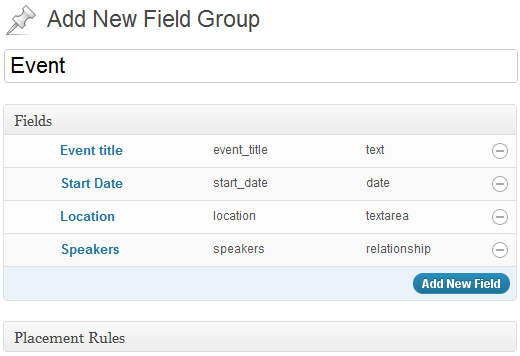 Add New Field Group
Event
Fields
Event title event_title text
Start Date start_date date
Location location textarea
Speakers speakers relationship
Add New Field
Placement Rules